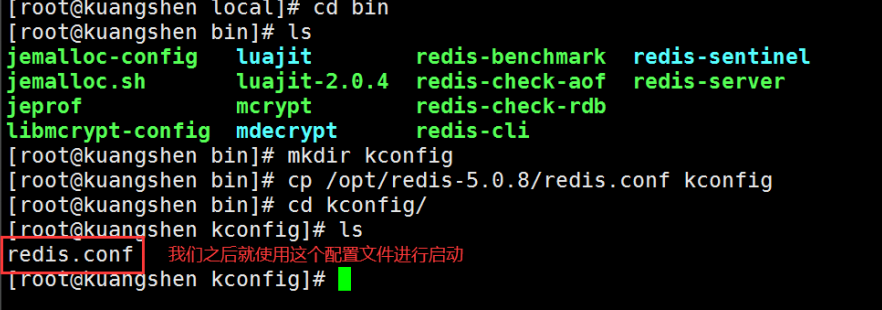 [root@kuangshen local]# cd bin
[root@kuangshen bin]# ls
jemalloc-config luajit redis-benchmark redis-sentinel
jemalloc.sh luajit-2.0.4 redis-check-aof redis-server
jeprof mcrypt redis-check-rdb
libmcrypt-config mdecrypt redis-cli
[root@kuangshen bin]# mkdir kconfig
[root@kuangshen bin]# cp /opt/redis-5.0.8/redis.conf kconfig
[root@kuangshen bin]# cd kconfig/
[root@kuangshen kconfig]# ls
redis.conf 我们之后就使用这个配置文件进行启动
[root@kuangshen kconfig]#